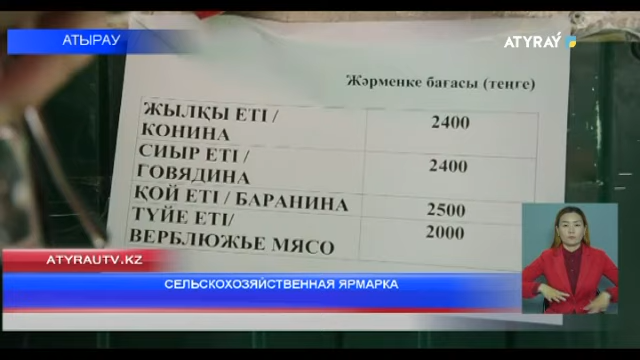 АТЫРАУ
ATYRAÝ
Жәрменке бағасы (теңге)
ЖЫЛҚЫ ЕТІ / КОНИНА 2400
СИЫР ЕТІ / ГОВЯДИНА 2400
ҚОЙ ЕТІ / БАРАНИНА 2500
ТҮЙЕ ЕТІ/ ВЕРБЛЮЖЬЕ МЯСО 2000
ATYRAUTV.KZ
СЕЛЬСКОХОЗЯЙСТВЕННАЯ ЯРМАРКА